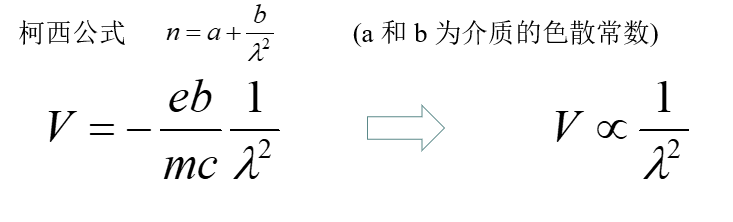 柯西公式 n = a + b/λ² (a 和 b 为介质的色散常数)
V = − eb/mc 1/λ² ⇨ V ∝ 1/λ²